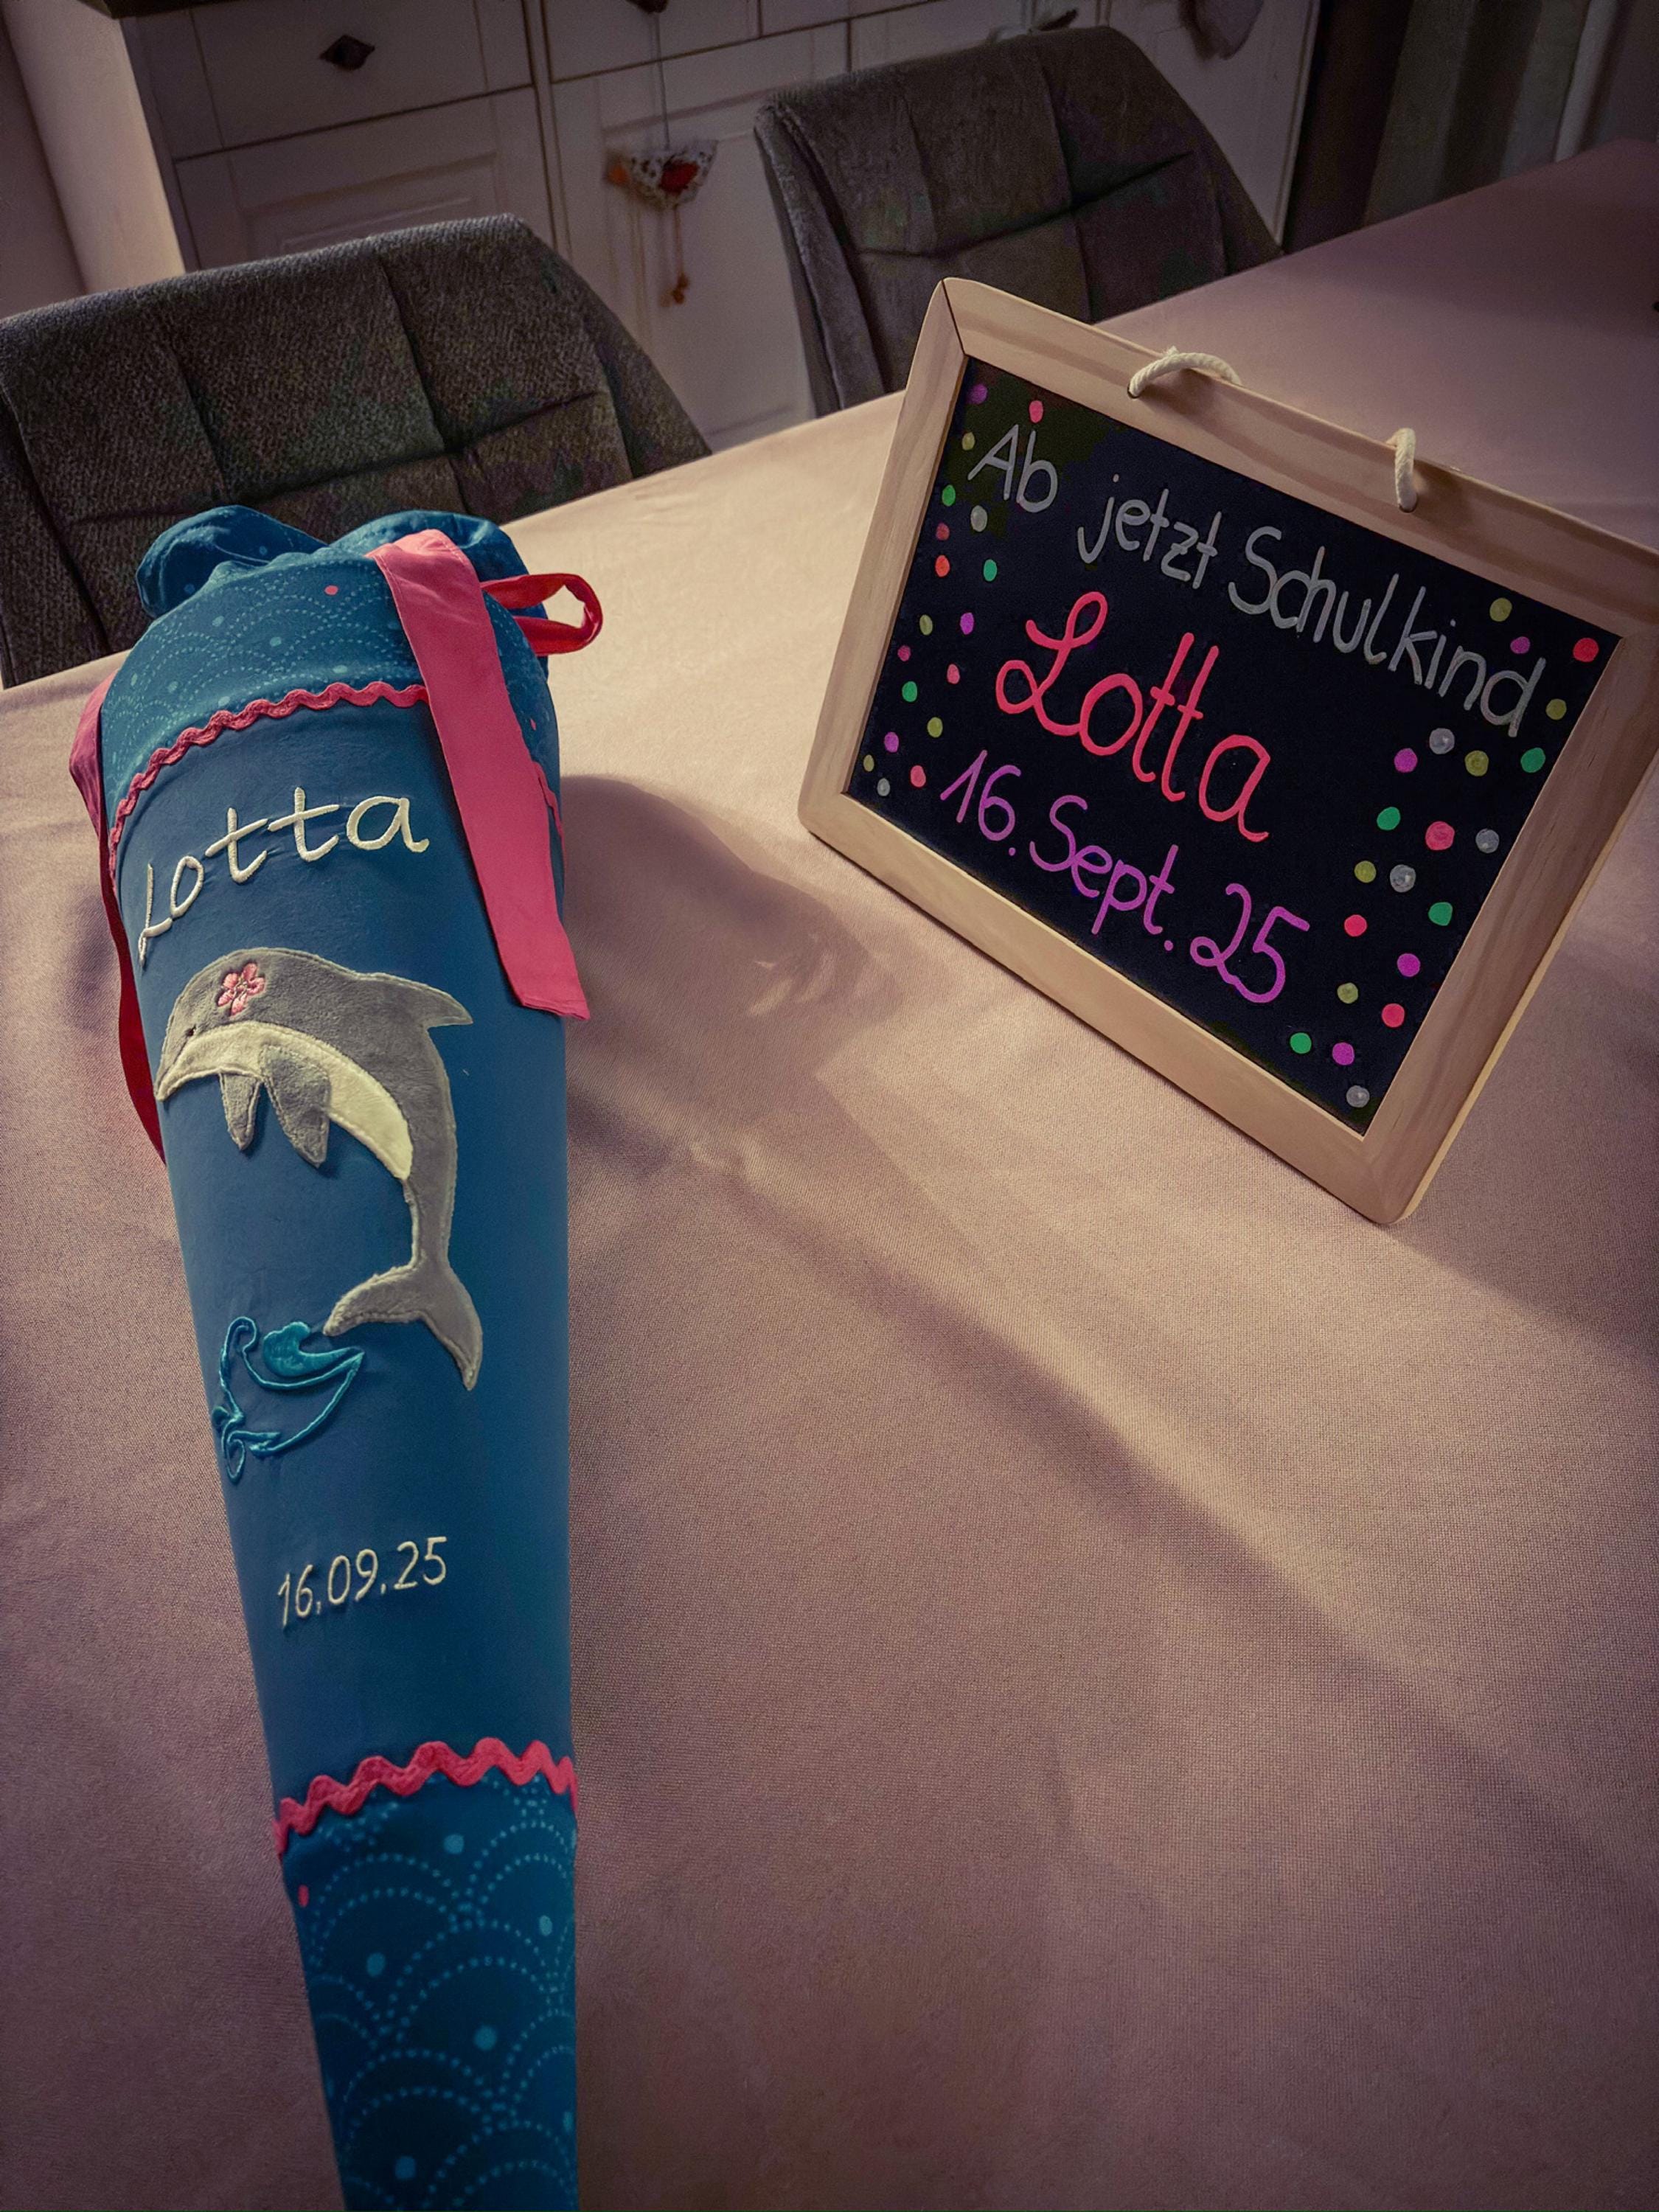 Lotta
16.09.25
Ab jetzt Schulkind
Lotta
16. Sept. 25